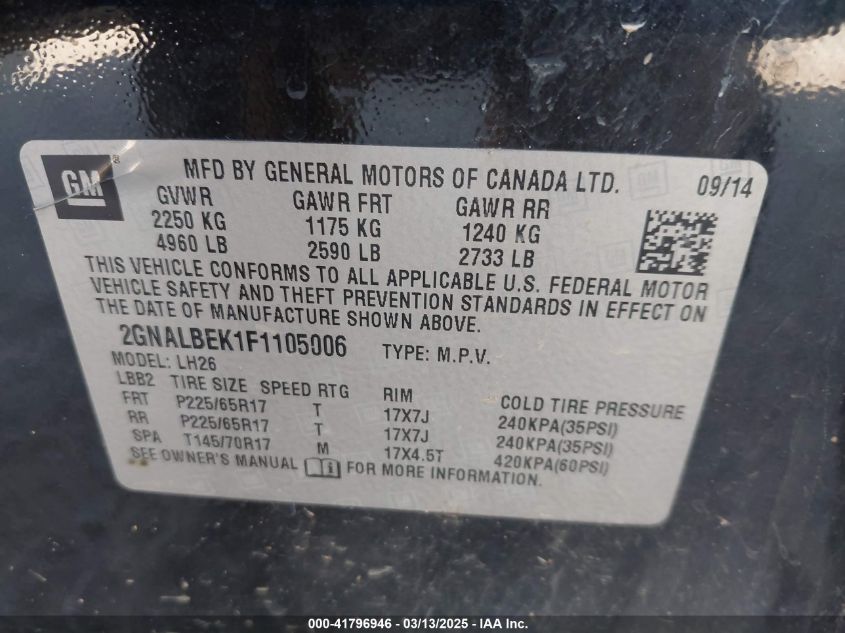 GM ®
MFD BY GENERAL MOTORS OF CANADA LTD. 09/14
GVWR GAWR FRT GAWR RR
2250 KG 1175 KG 1240 KG
4960 LB 2590 LB 2733 LB
THIS VEHICLE CONFORMS TO ALL APPLICABLE U.S. FEDERAL MOTOR
VEHICLE SAFETY AND THEFT PREVENTION STANDARDS IN EFFECT ON
THE DATE OF MANUFACTURE SHOWN ABOVE.
2GNALBEK1F1105006 TYPE: M.P.V.
MODEL: LH26
LBB2 TIRE SIZE SPEED RTG RIM COLD TIRE PRESSURE
FRT P225/65R17 T 17X7J 240KPA(35PSI)
RR P225/65R17 T 17X7J 240KPA(35PSI)
SPA T145/70R17 M 17X4.5T 420KPA(60PSI)
SEE OWNER'S MANUAL i FOR MORE INFORMATION.
000-41796946 - 03/13/2025 - IAA Inc.